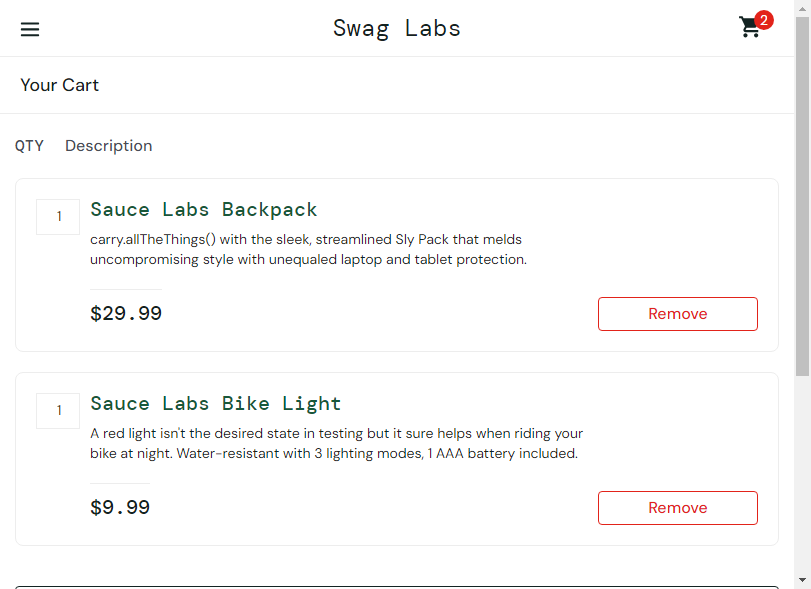 Swag Labs
2
Your Cart
QTY Description
1
Sauce Labs Backpack
carry.allTheThings() with the sleek, streamlined Sly Pack that melds
uncompromising style with unequaled laptop and tablet protection.
$29.99
Remove
1
Sauce Labs Bike Light
A red light isn't the desired state in testing but it sure helps when riding your
bike at night. Water-resistant with 3 lighting modes, 1 AAA battery included.
$9.99
Remove